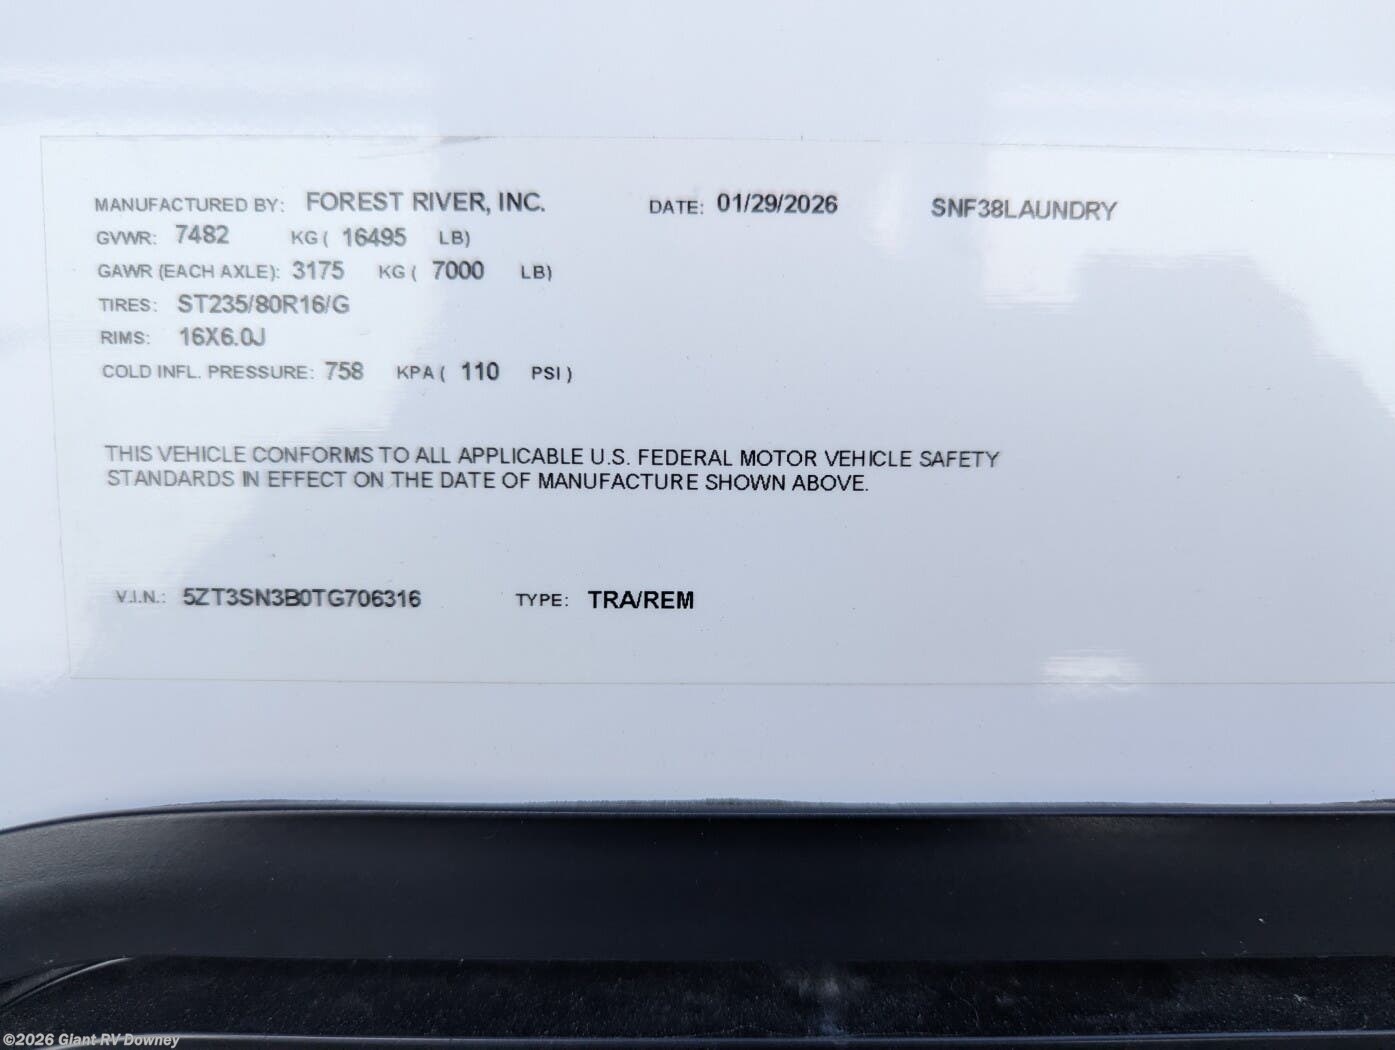 MANUFACTURED BY: FOREST RIVER, INC. DATE: 01/29/2026 SNF38LAUNDRY
GVWR: 7482 KG ( 16495 LB)
GAWR (EACH AXLE): 3175 KG ( 7000 LB)
TIRES: ST235/80R16/G
RIMS: 16X6.0J
COLD INFL. PRESSURE: 758 KPA ( 110 PSI )
THIS VEHICLE CONFORMS TO ALL APPLICABLE U.S. FEDERAL MOTOR VEHICLE SAFETY
STANDARDS IN EFFECT ON THE DATE OF MANUFACTURE SHOWN ABOVE.
V.I.N.: 5ZT3SN3B0TG706316 TYPE: TRA/REM
©2026 Giant RV Downey